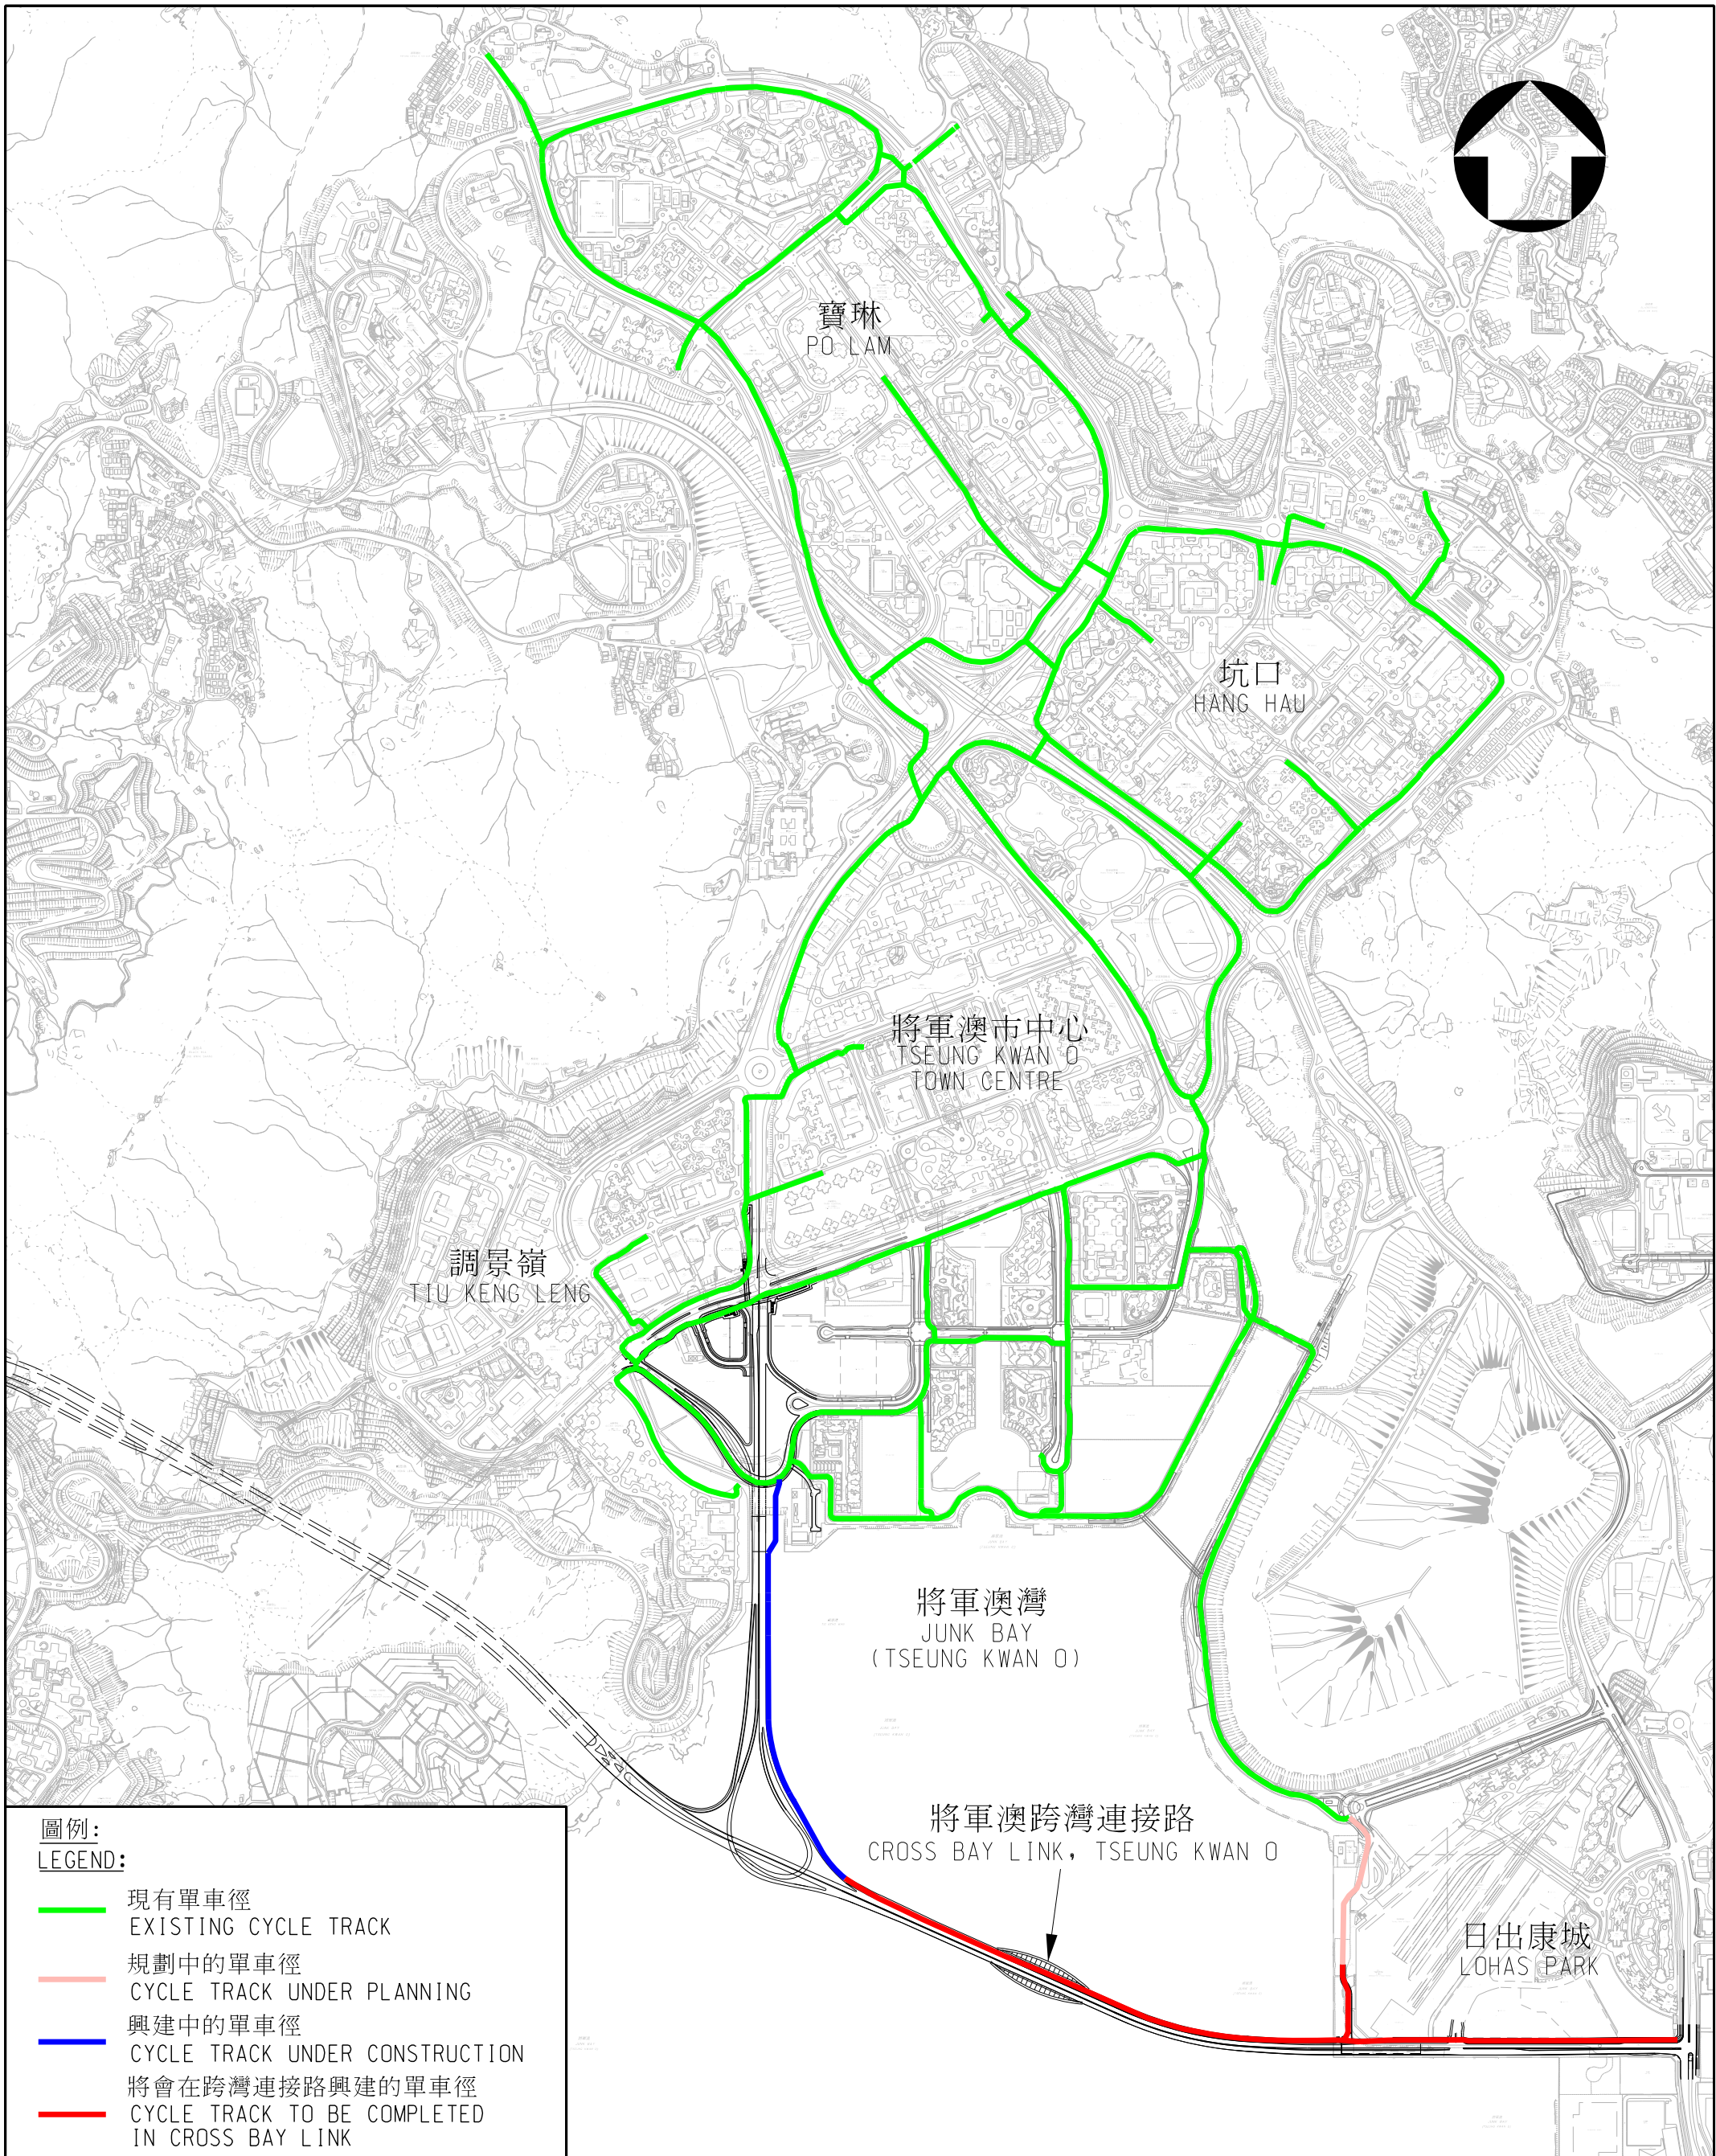 寶琳
PO LAM
坑口
HANG HAU
將軍澳市中心
TSEUNG KWAN O
TOWN CENTRE
調景嶺
TIU KENG LENG
將軍澳灣
JUNK BAY
(TSEUNG KWAN O)
將軍澳跨灣連接路
CROSS BAY LINK, TSEUNG KWAN O
日出康城
LOHAS PARK
圖例:
LEGEND:
現有單車徑
EXISTING CYCLE TRACK
規劃中的單車徑
CYCLE TRACK UNDER PLANNING
興建中的單車徑
CYCLE TRACK UNDER CONSTRUCTION
將會在跨灣連接路興建的單車徑
CYCLE TRACK TO BE COMPLETED
IN CROSS BAY LINK